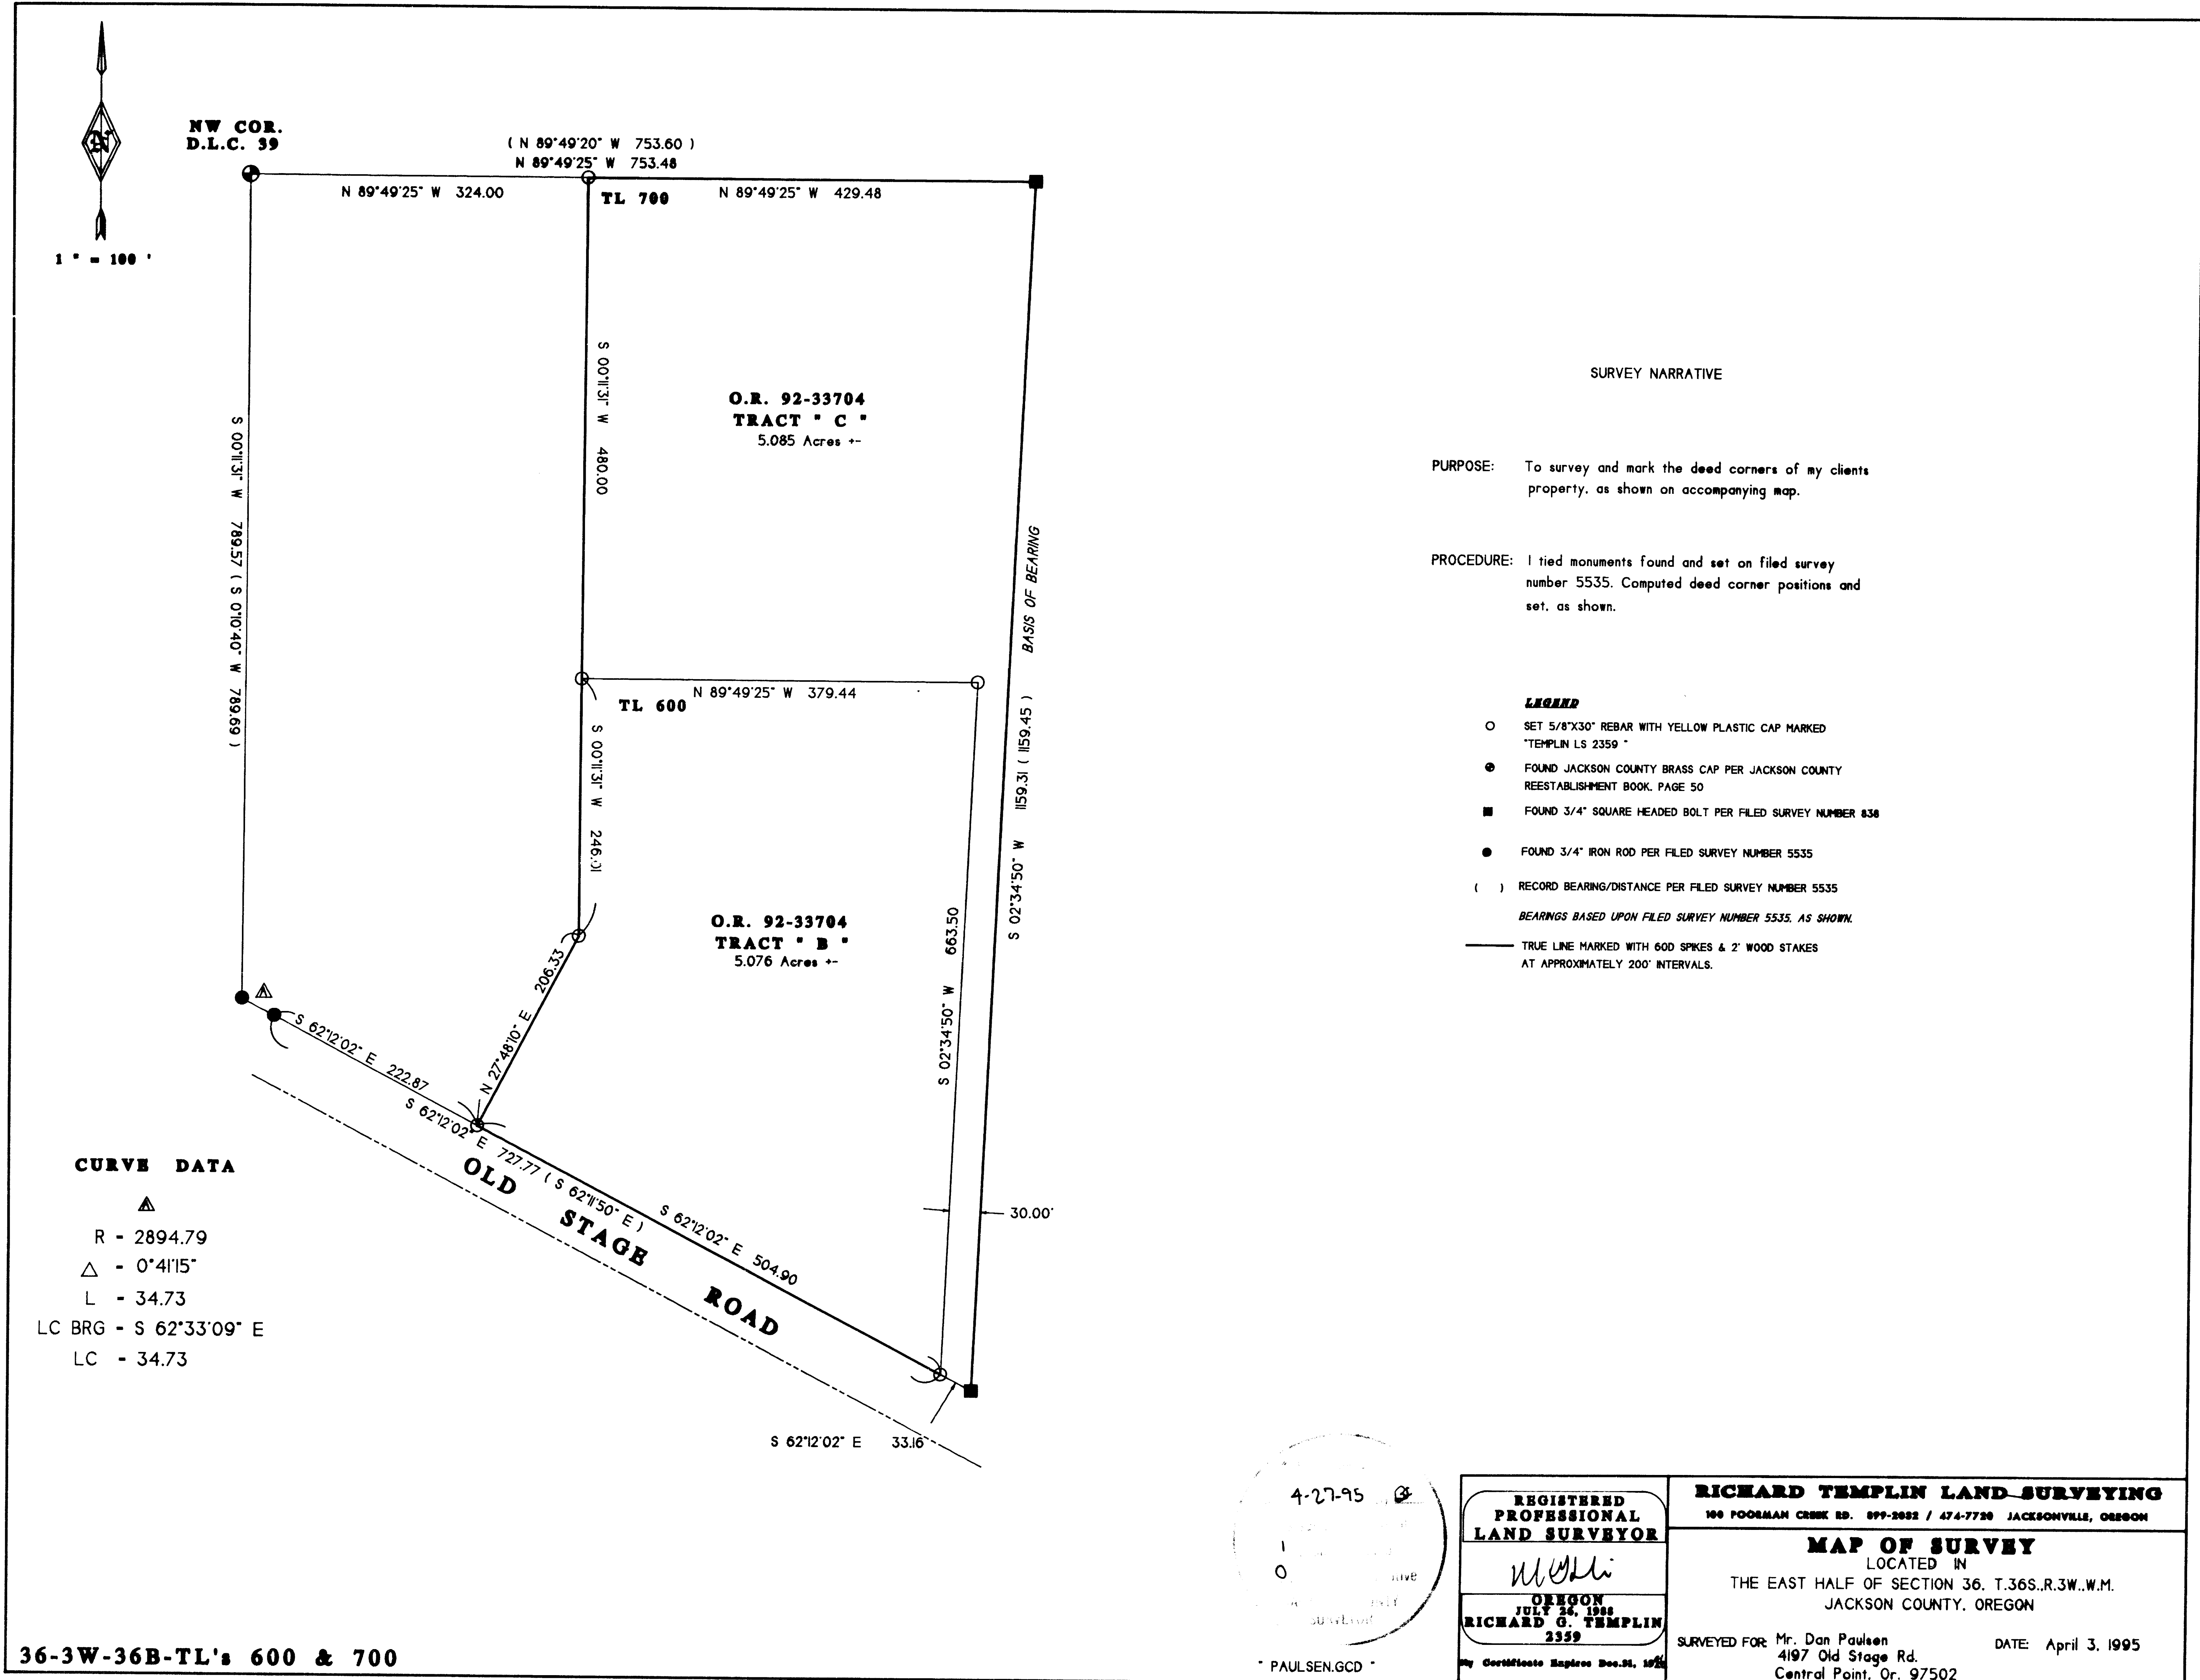 N
1 " = 100 '
NW COR.
D.L.C. 39
( N 89°49'20" W 753.60 )
N 89°49'25" W 753.48
N 89°49'25" W 324.00
TL 700
N 89°49'25" W 429.48
S 00°11'31" W 480.00
O.R. 92-33704
TRACT " C "
5.085 Acres +-
S 00°11'31" W 789.57 ( S 0°10'40" W 789.69 )
BASIS OF BEARING
S 02°34'50" W 1159.31 ( 1159.45 )
N 89°49'25" W 379.44
TL 600
S 00°11'31" W 246.01
O.R. 92-33704
TRACT " B "
5.076 Acres +-
S 02°34'50" W 663.50
N 27°48'10" E 206.33
S 62°12'02" E 222.87
S 62°12'02" E 727.77 ( S 62°11'50" E )
S 62°12'02" E 504.90
OLD STAGE ROAD
30.00'
S 62°12'02" E 33.16
CURVE DATA
R - 2894.79
△ - 0°41'15"
L - 34.73
LC BRG - S 62°33'09" E
LC - 34.73
SURVEY NARRATIVE
PURPOSE: To survey and mark the deed corners of my clients
property, as shown on accompanying map.
PROCEDURE: I tied monuments found and set on filed survey
number 5535. Computed deed corner positions and
set, as shown.
LEGEND
SET 5/8"X30" REBAR WITH YELLOW PLASTIC CAP MARKED
"TEMPLIN LS 2359 "
FOUND JACKSON COUNTY BRASS CAP PER JACKSON COUNTY
REESTABLISHMENT BOOK, PAGE 50
FOUND 3/4" SQUARE HEADED BOLT PER FILED SURVEY NUMBER 838
FOUND 3/4" IRON ROD PER FILED SURVEY NUMBER 5535
( ) RECORD BEARING/DISTANCE PER FILED SURVEY NUMBER 5535
BEARINGS BASED UPON FILED SURVEY NUMBER 5535, AS SHOWN.
TRUE LINE MARKED WITH 60D SPIKES & 2' WOOD STAKES
AT APPROXIMATELY 200' INTERVALS.
4-27-95
SURVEYOR
" PAULSEN.GCD "
REGISTERED
PROFESSIONAL
LAND SURVEYOR
OREGON
JULY 26, 1988
RICHARD G. TEMPLIN
2359
My Certificate Expires Dec.31,
RICHARD TEMPLIN LAND SURVEYING
100 POORMAN CREEK RD. 899-2032 / 474-7720 JACKSONVILLE, OREGON
MAP OF SURVEY
LOCATED IN
THE EAST HALF OF SECTION 36, T.36S.,R.3W.,W.M.
JACKSON COUNTY, OREGON
SURVEYED FOR: Mr. Dan Paulsen
4197 Old Stage Rd.
Central Point, Or. 97502
DATE: April 3, 1995
36-3W-36B-TL's 600 & 700